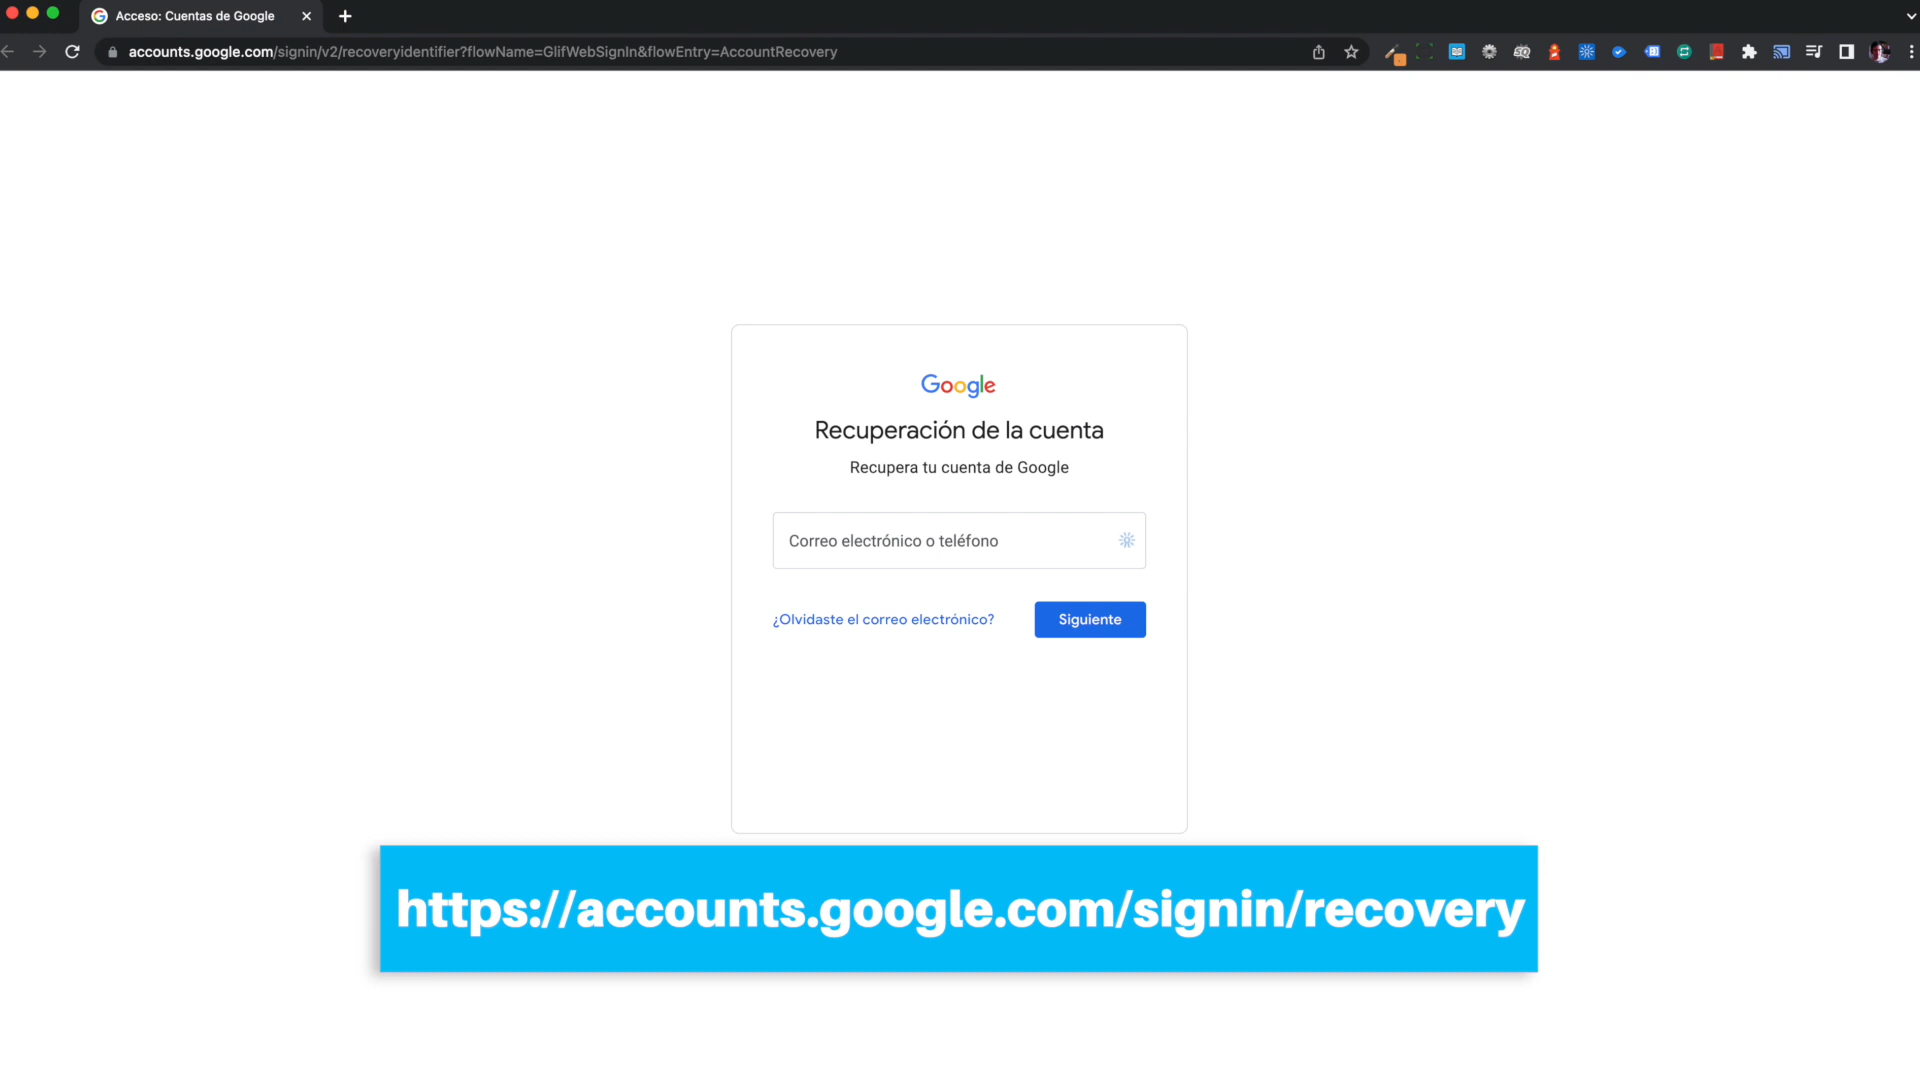 Acceso: Cuentas de Google
accounts.google.com/signin/v2/recoveryidentifier?flowName=GlifWebSignIn&flowEntry=AccountRecovery
Google
Recuperación de la cuenta
Recupera tu cuenta de Google
Correo electrónico o teléfono
¿Olvidaste el correo electrónico?
Siguiente
https://accounts.google.com/signin/recovery